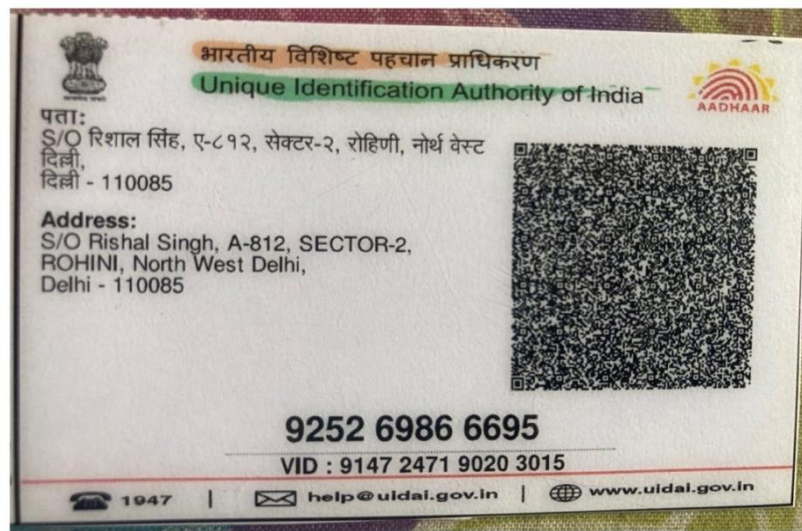 भारतीय विशिष्ट पहचान प्राधिकरण
Unique Identification Authority of India
AADHAAR
पता:
S/O रिशाल सिंह, ए-८१२, सेक्टर-२, रोहिणी, नोर्थ वेस्ट
दिल्ली,
दिल्ली - 110085
Address:
S/O Rishal Singh, A-812, SECTOR-2,
ROHINI, North West Delhi,
Delhi - 110085
9252 6986 6695
VID : 9147 2471 9020 3015
1947 | help@uidai.gov.in | www.uidai.gov.in